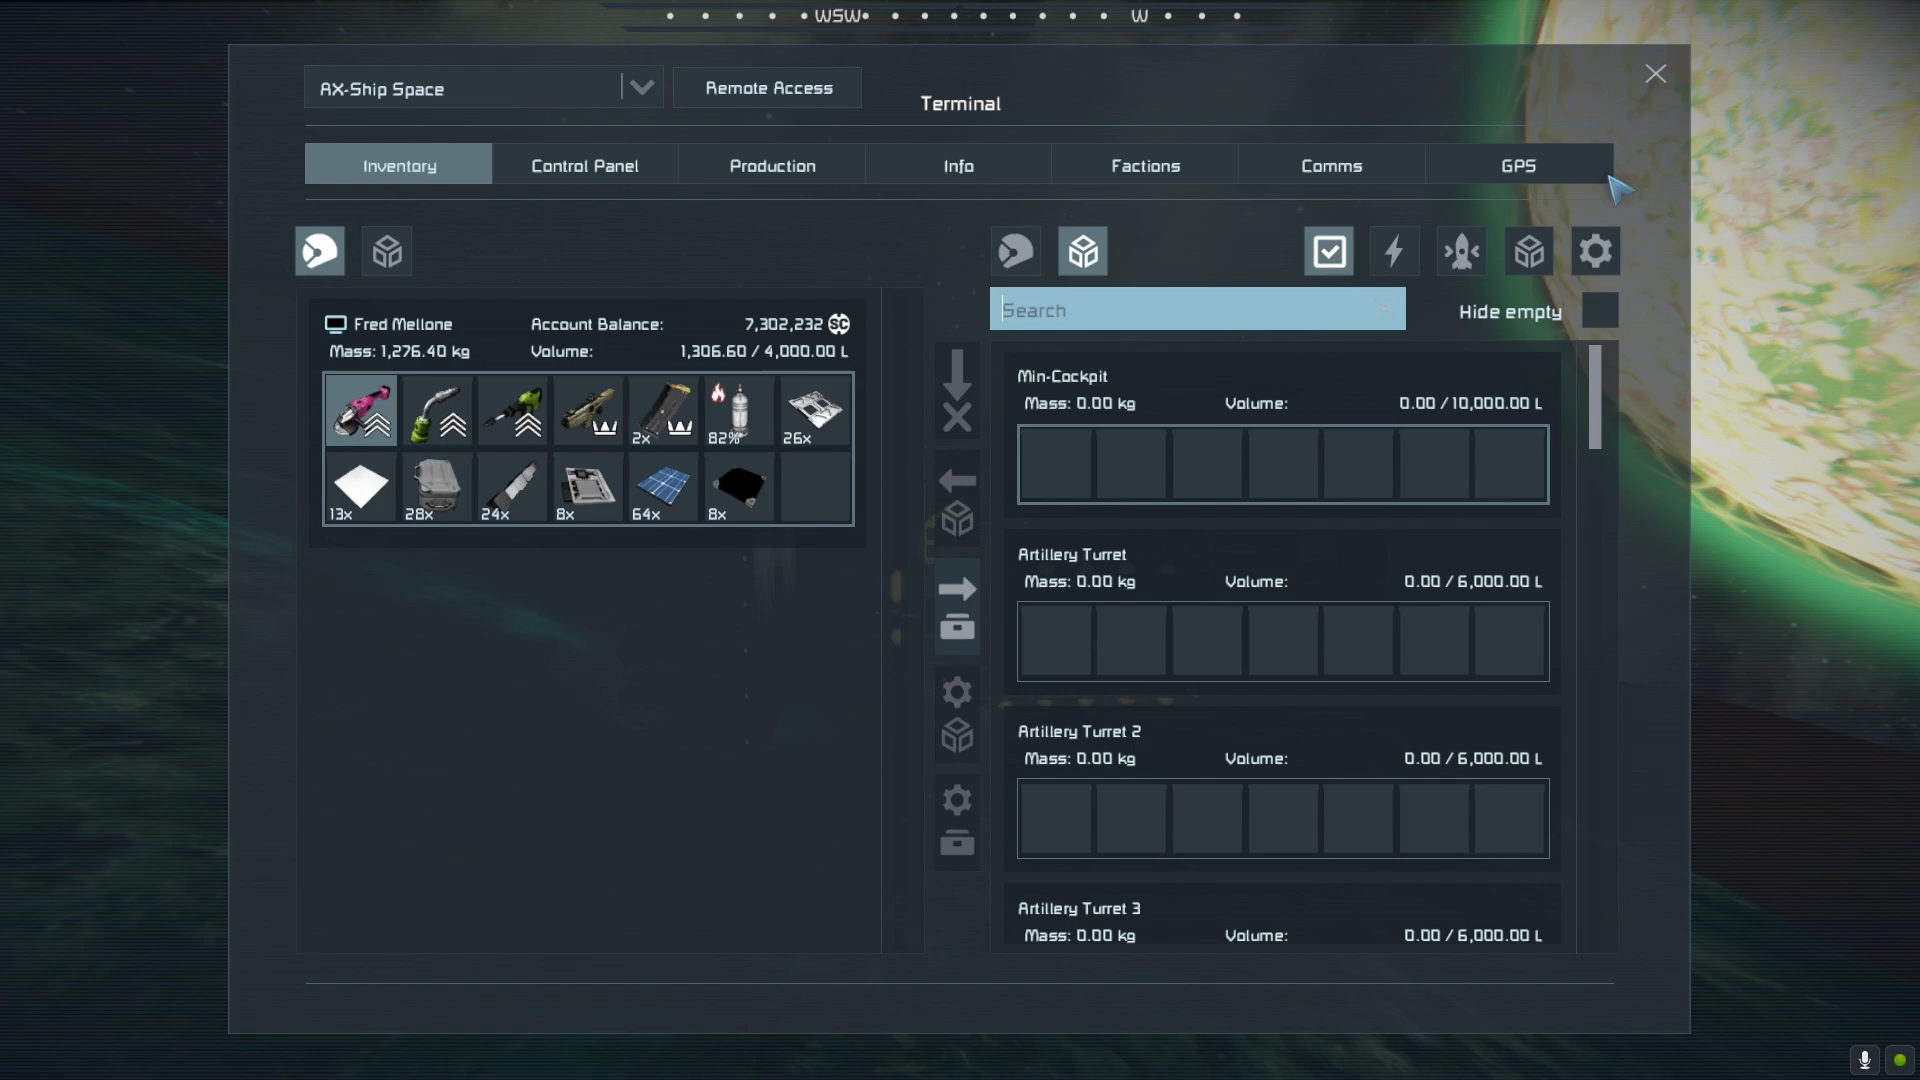 WSW W
AX-Ship Space
Remote Access
Terminal
Inventory Control Panel Production Info Factions Comms GPS
Search
Hide empty
Fred Mellone Account Balance: 7,302,232 SC
Mass: 1,276.40 kg Volume: 1,306.60 / 4,000.00 L
2x 82% 26x
13x 28x 24x 8x 64x 8x
Min-Cockpit
Mass: 0.00 kg Volume: 0.00 / 10,000.00 L
Artillery Turret
Mass: 0.00 kg Volume: 0.00 / 6,000.00 L
Artillery Turret 2
Mass: 0.00 kg Volume: 0.00 / 6,000.00 L
Artillery Turret 3
Mass: 0.00 kg Volume: 0.00 / 6,000.00 L